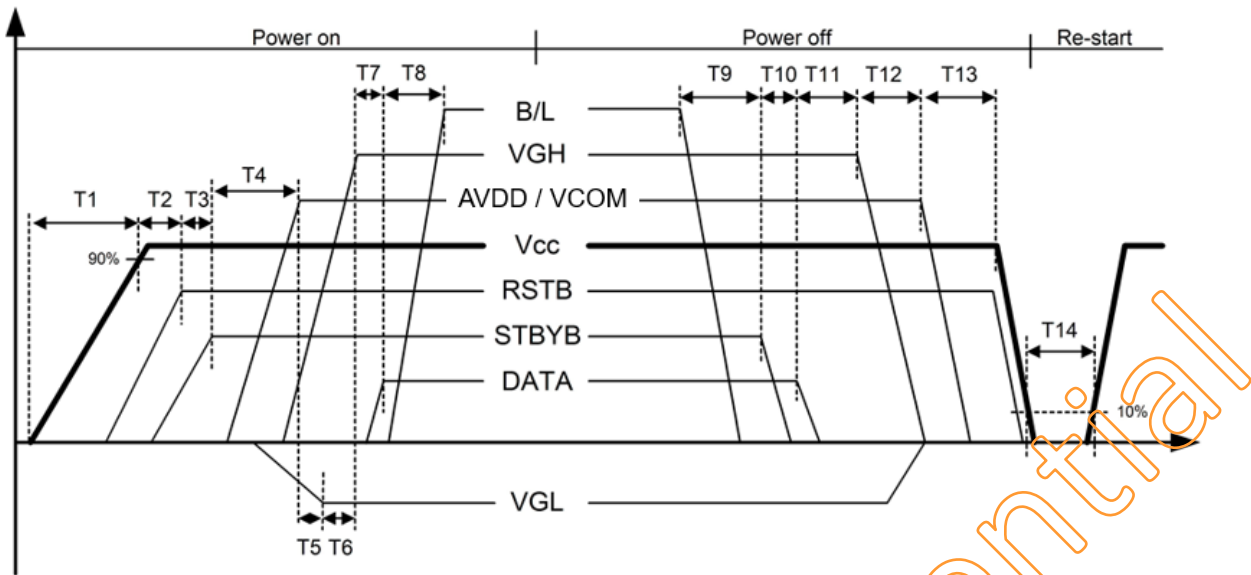 Power on
Power off
Re-start
T7 T8
T9 T10 T11 T12 T13
B/L
VGH
T4
AVDD / VCOM
T1 T2 T3
Vcc
90%
RSTB
STBYB
T14
DATA
10%
VGL
T5 T6
ential